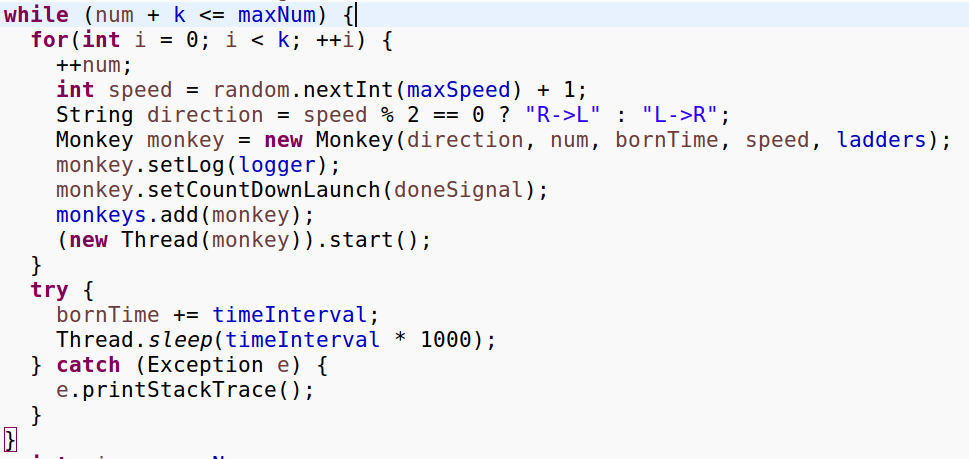 while (num + k <= maxNum) {
  for(int i = 0; i < k; ++i) {
    ++num;
    int speed = random.nextInt(maxSpeed) + 1;
    String direction = speed % 2 == 0 ? "R->L" : "L->R";
    Monkey monkey = new Monkey(direction, num, bornTime, speed, ladders);
    monkey.setLog(logger);
    monkey.setCountDownLaunch(doneSignal);
    monkeys.add(monkey);
    (new Thread(monkey)).start();
  }
  try {
    bornTime += timeInterval;
    Thread.sleep(timeInterval * 1000);
  } catch (Exception e) {
    e.printStackTrace();
  }
}